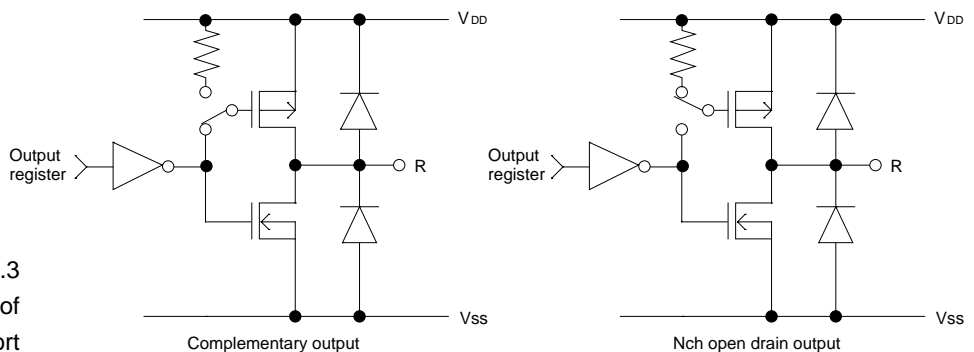 VDD
VDD
Output
register
R
Output
register
R
.3
of
ort
Vss
Vss
Complementary output
Nch open drain output